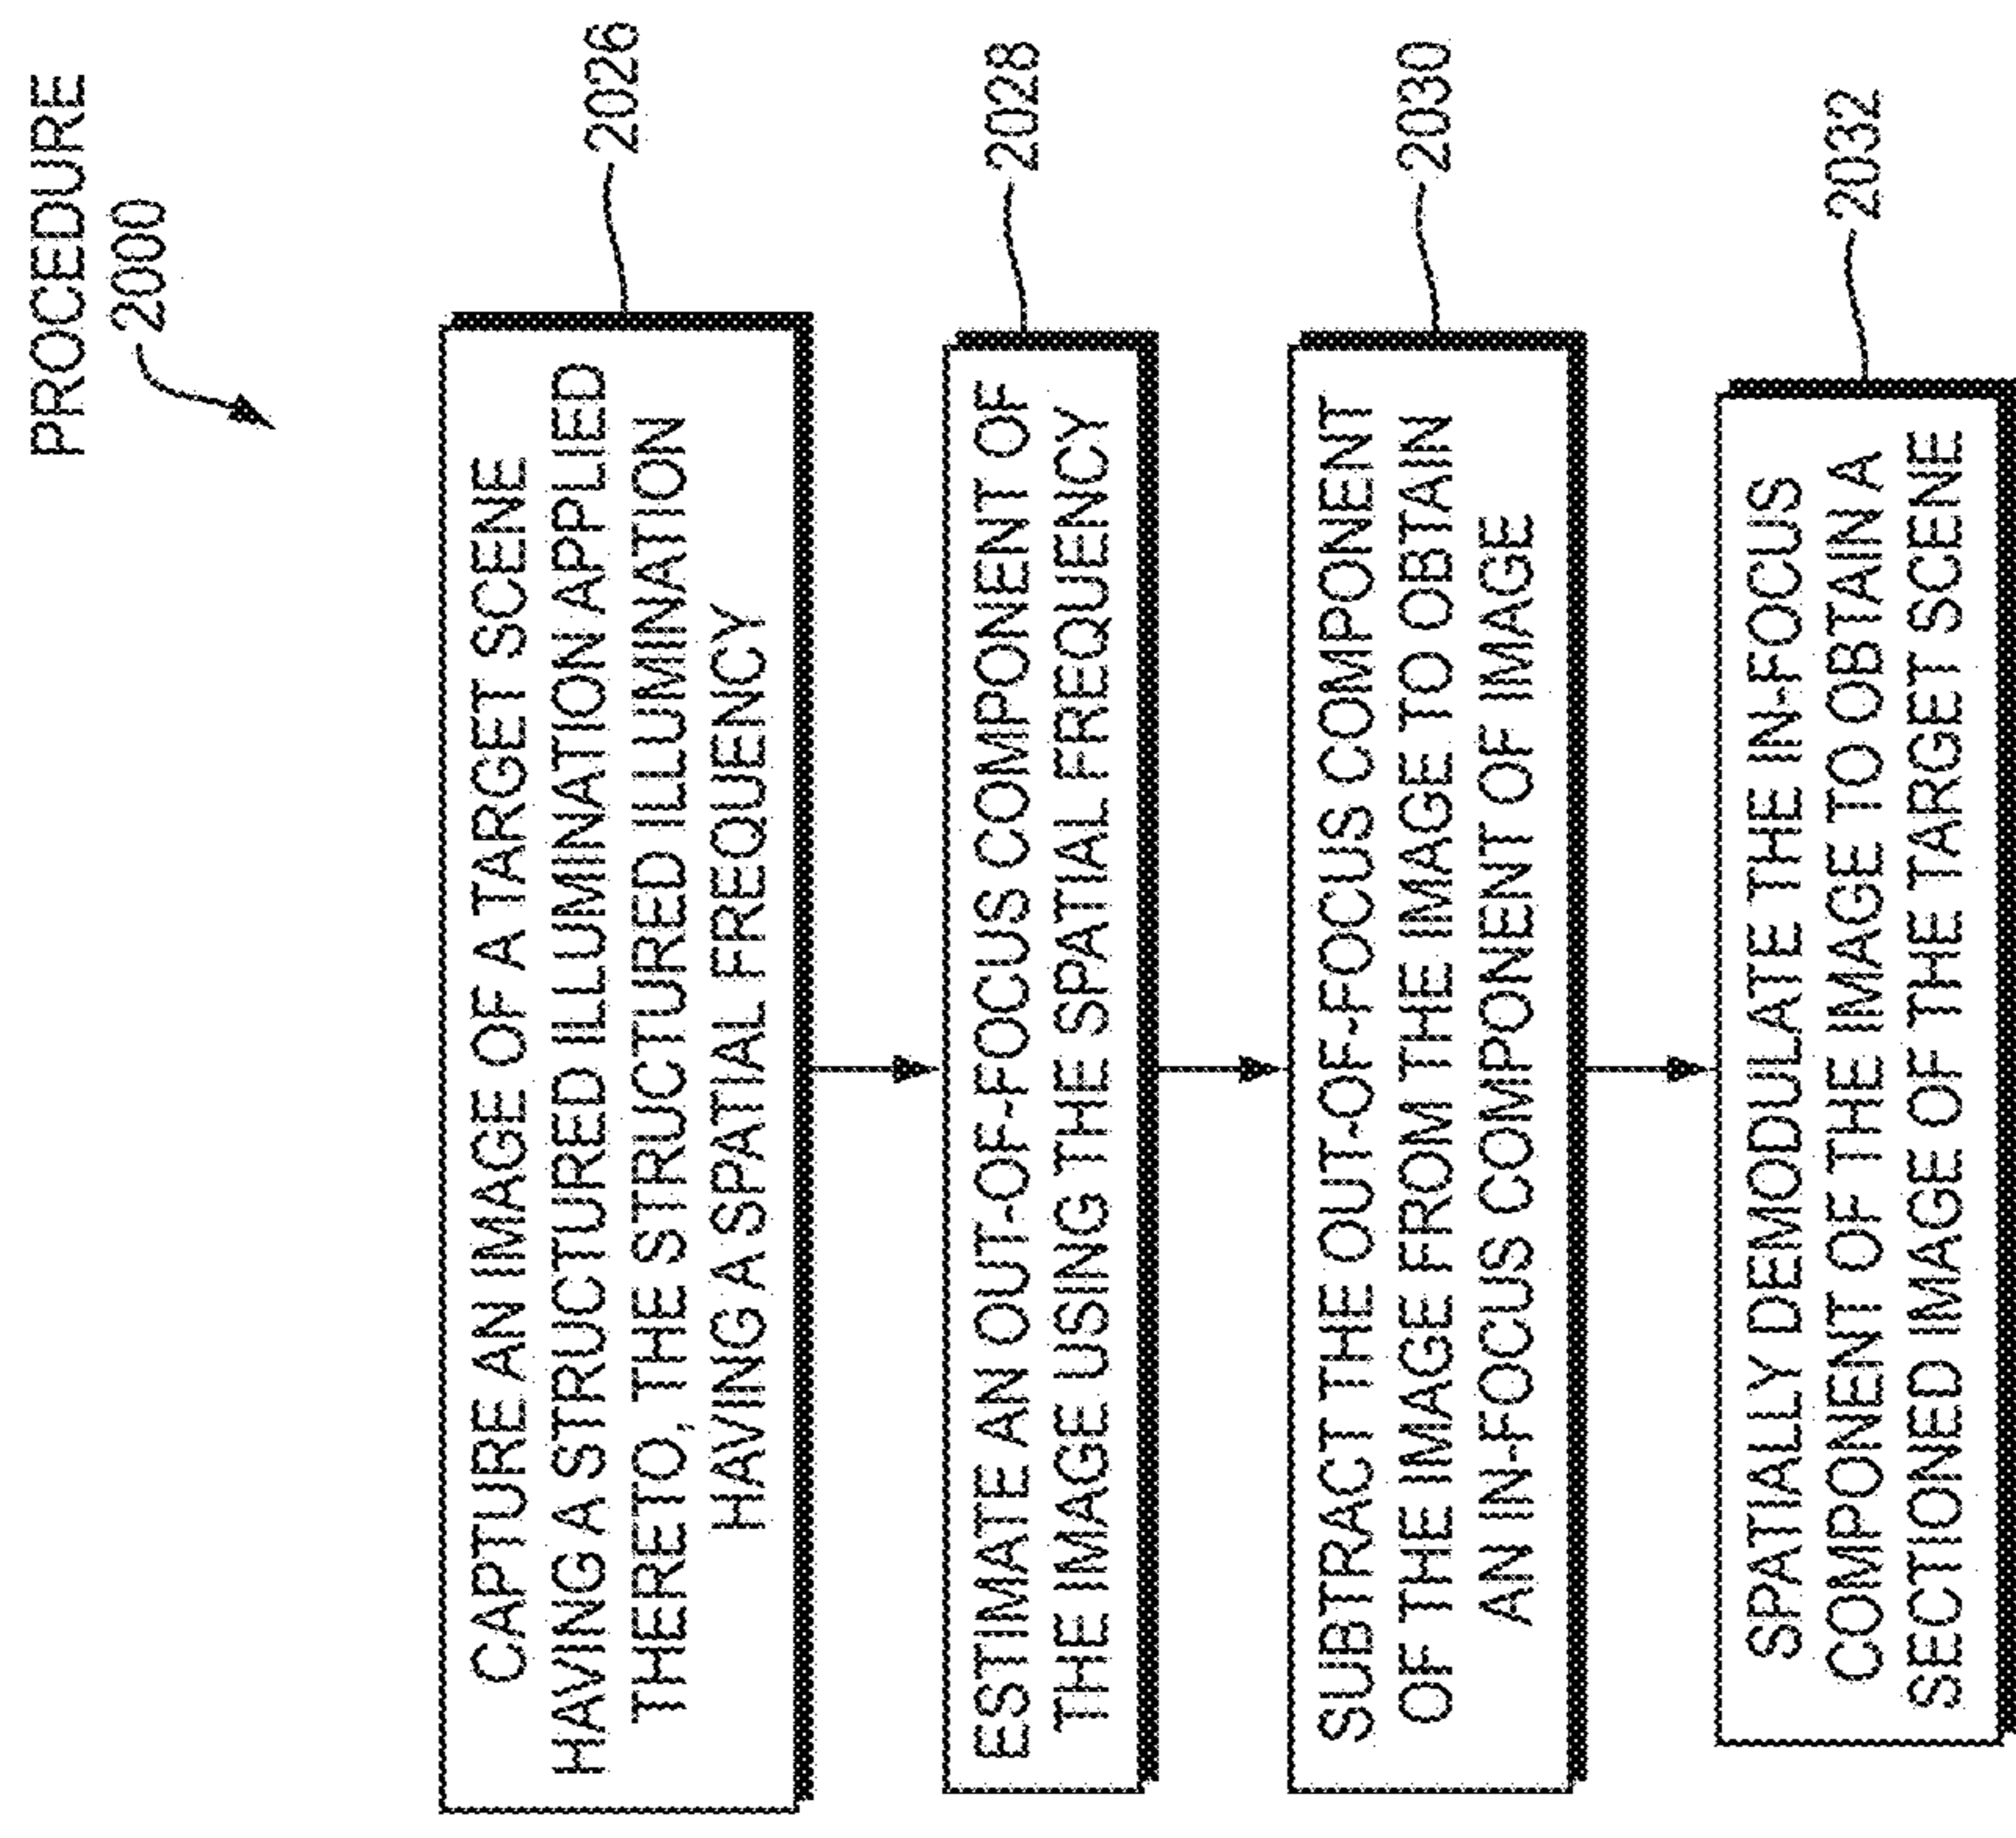 PROCEDURE
2000
CAPTURE AN IMAGE OF A TARGET SCENE
HAVING A STRUCTURED ILLUMINATION APPLIED
THERETO, THE STRUCTURED ILLUMINATION
HAVING A SPATIAL FREQUENCY
2026
ESTIMATE AN OUT-OF-FOCUS COMPONENT OF
THE IMAGE USING THE SPATIAL FREQUENCY
2028
SUBTRACT THE OUT-OF-FOCUS COMPONENT
OF THE IMAGE FROM THE IMAGE TO OBTAIN
AN IN-FOCUS COMPONENT OF IMAGE
2030
SPATIALLY DEMODULATE THE IN-FOCUS
COMPONENT OF THE IMAGE TO OBTAIN A
SECTIONED IMAGE OF THE TARGET SCENE
2032